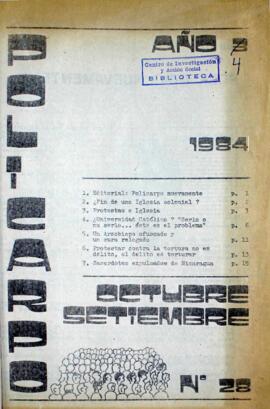 POLICARPO
AÑO 3
4
Centro de Investigación
y Acción Social
BIBLIOTECA
1984
1. Editorial: Policarpo nuevamente p. 1
2. ¿Fin de una Iglesia colonial ? p. 2
3. Protestas e Iglesia p. 3
4. ¿Universidad Católica ? "Serlo o
no serlo... éste es el problema" p. 6
5. Un Arzobispo ofuscado y
un cura relegado p. 11
6. Protestar contra la tortura no es
delito, el delito es torturar p. 13
7. Sacerdotes expulsados de Nicaragua p. 15
OCTUBRE
SETIEMBRE
Nº 28